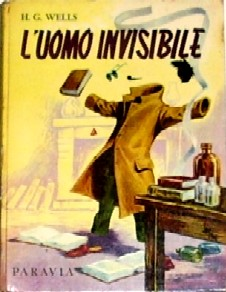 H. G. WELLS
L'UOMO INVISIBILE
PARAVIA